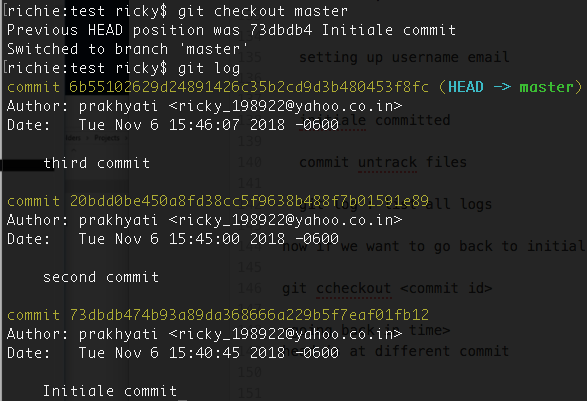 [richie:test ricky$ git checkout master
Previous HEAD position was 73dbdb4 Initiale commit
Switched to branch 'master'
[richie:test ricky$ git log
commit 6b55102629d24891426c35b2cd9d3b480453f8fc (HEAD -> master)
Author: prakhyati <ricky_198922@yahoo.co.in>
Date:   Tue Nov 6 15:46:07 2018 -0600
third commit
commit 20bdd0be450a8fd38cc5f9638b488f7b01591e89
Author: prakhyati <ricky_198922@yahoo.co.in>
Date:   Tue Nov 6 15:45:00 2018 -0600
second commit
commit 73dbdb474b93a89da368666a229b5f7eaf01fb12
Author: prakhyati <ricky_198922@yahoo.co.in>
Date:   Tue Nov 6 15:40:45 2018 -0600
Initiale commit
setting up username email
committed
140 commit untrack files
all logs
now if we want to go back to initial
git ccheckout <commit id>
back in time>
at different commit
151